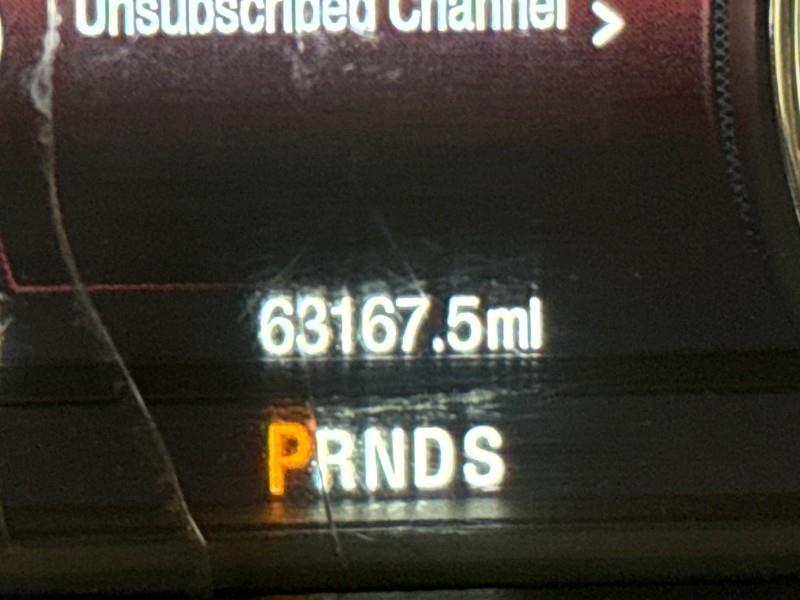 Unsubscribed Channel >
63167.5mi
PRNDS